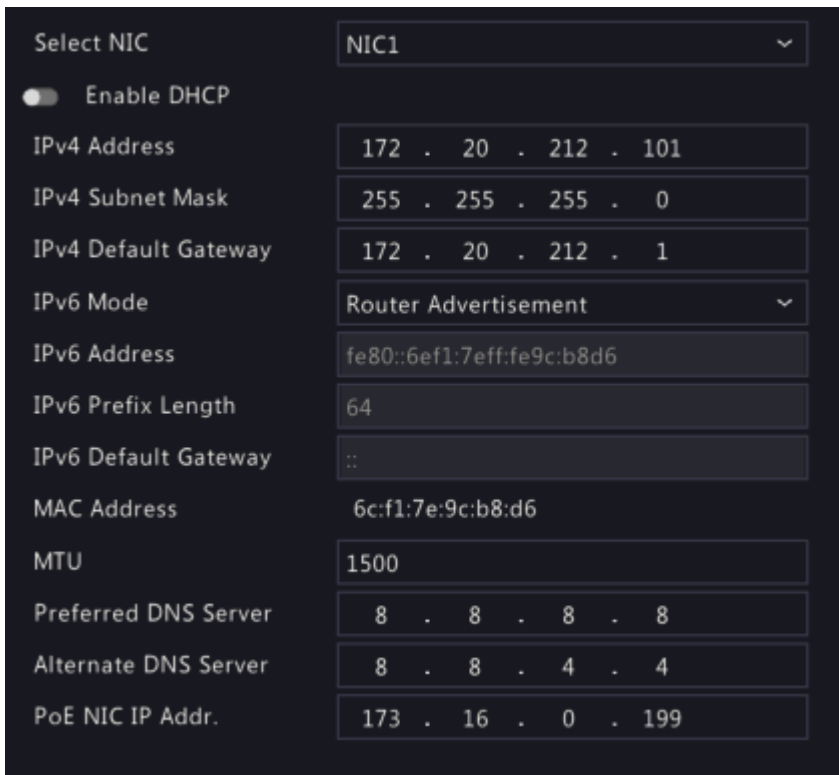 Select NIC NIC1
Enable DHCP
IPv4 Address 172 . 20 . 212 . 101
IPv4 Subnet Mask 255 . 255 . 255 . 0
IPv4 Default Gateway 172 . 20 . 212 . 1
IPv6 Mode Router Advertisement
IPv6 Address fe80::6ef1:7eff:fe9c:b8d6
IPv6 Prefix Length 64
IPv6 Default Gateway ::
MAC Address 6c:f1:7e:9c:b8:d6
MTU 1500
Preferred DNS Server 8 . 8 . 8 . 8
Alternate DNS Server 8 . 8 . 4 . 4
PoE NIC IP Addr. 173 . 16 . 0 . 199